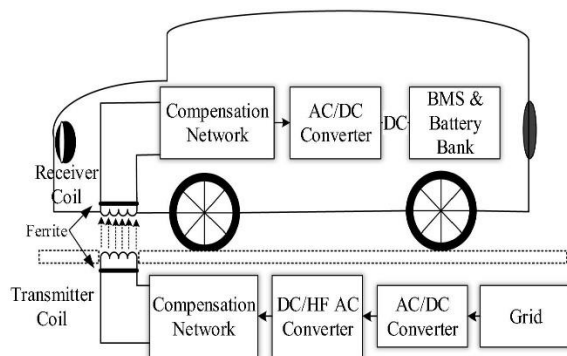 Compensation
Network
AC/DC
Converter
DC
BMS &
Battery
Bank
Receiver
Coil
Ferrite
Transmitter
Coil
Compensation
Network
DC/HF AC
Converter
AC/DC
Converter
Grid